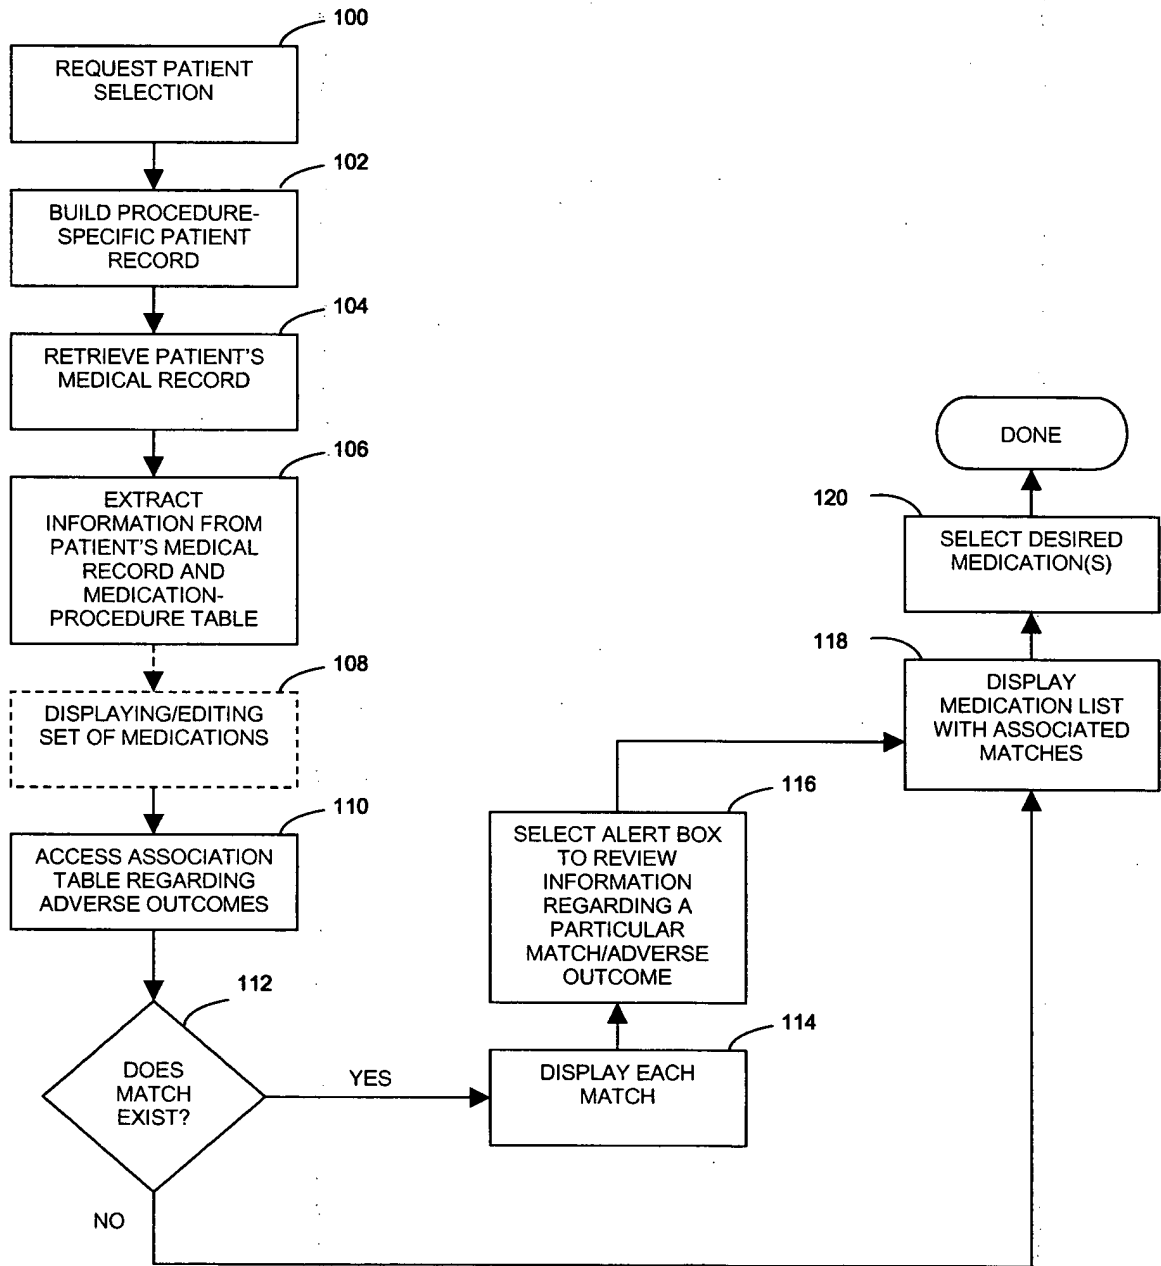 100
REQUEST PATIENT
SELECTION
102
BUILD PROCEDURE-
SPECIFIC PATIENT
RECORD
104
RETRIEVE PATIENT'S
MEDICAL RECORD
106
EXTRACT
INFORMATION FROM
PATIENT'S MEDICAL
RECORD AND
MEDICATION-
PROCEDURE TABLE
108
DISPLAYING/EDITING
SET OF MEDICATIONS
110
ACCESS ASSOCIATION
TABLE REGARDING
ADVERSE OUTCOMES
112
DOES
MATCH
EXIST?
YES
NO
114
DISPLAY EACH
MATCH
116
SELECT ALERT BOX
TO REVIEW
INFORMATION
REGARDING A
PARTICULAR
MATCH/ADVERSE
OUTCOME
118
DISPLAY
MEDICATION LIST
WITH ASSOCIATED
MATCHES
120
SELECT DESIRED
MEDICATION(S)
DONE